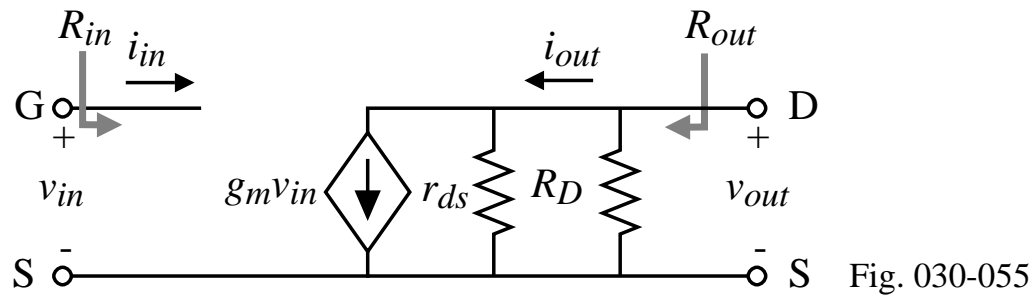 R_in i_in i_out R_out
G + + D
v_in g_m v_in r_ds R_D v_out
S - - S Fig. 030-055